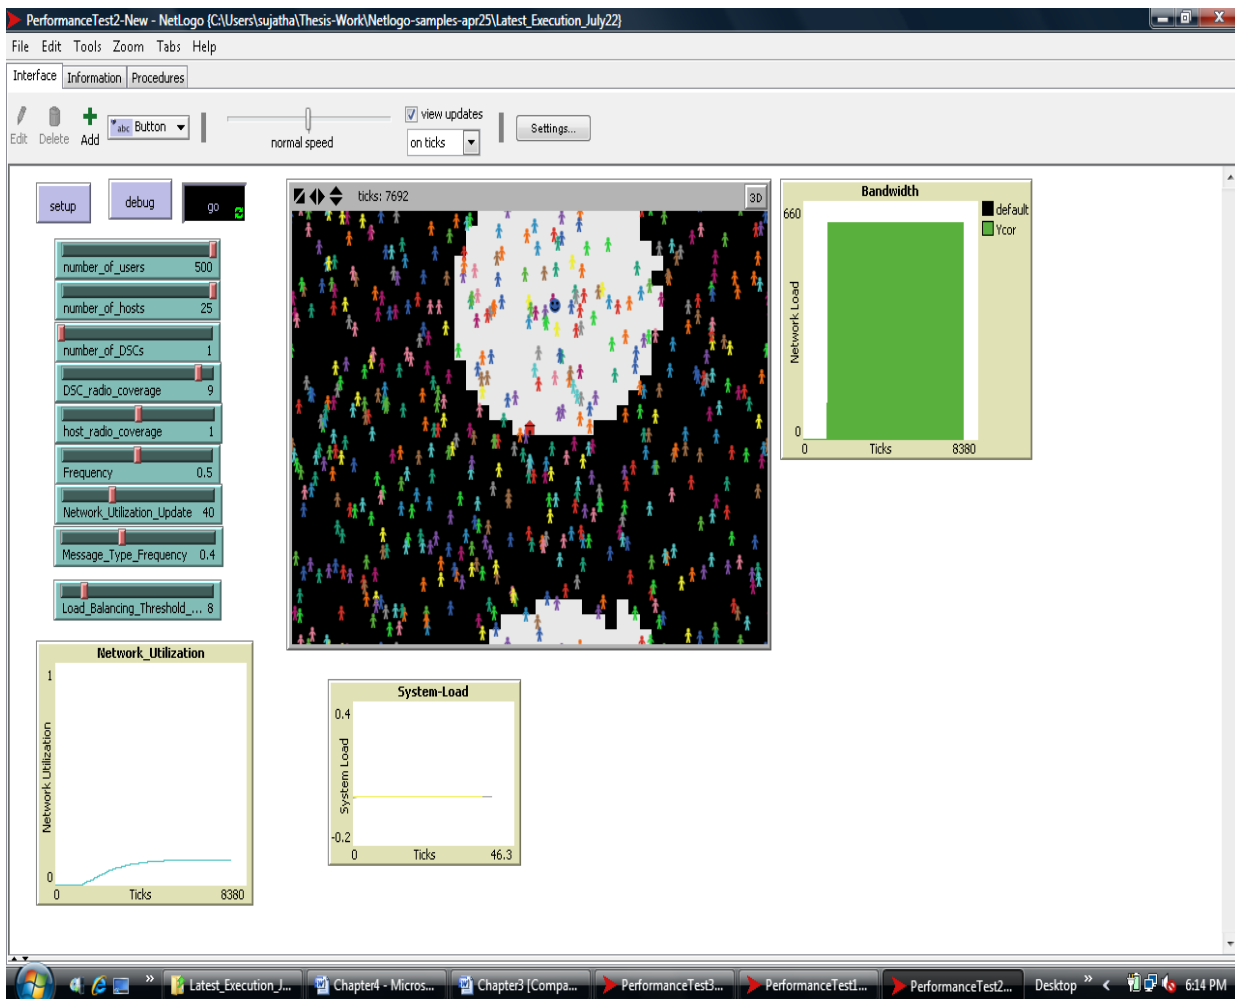 PerformanceTest2-New - NetLogo {C:\Users\sujatha\Thesis-Work\Netlogo-samples-apr25\Latest_Execution_July22}
File Edit Tools Zoom Tabs Help
Interface Information Procedures
Edit Delete Add abc Button normal speed view updates on ticks Settings...
setup debug go
number_of_users 500
number_of_hosts 25
number_of_DSCs 1
DSC_radio_coverage 9
host_radio_coverage 1
Frequency 0.5
Network_Utilization_Update 40
Message_Type_Frequency 0.4
Load_Balancing_Threshold_... 8
ticks: 7692 3D
Bandwidth
660
Network Load
0
0 Ticks 8380
default
Ycor
Network_Utilization
1
Network Utilization
0
0 Ticks 8380
System-Load
0.4
System Load
-0.2
0 Ticks 46.3
Latest_Execution_J... Chapter4 - Micros... Chapter3 [Compa... PerformanceTest3... PerformanceTest1... PerformanceTest2... Desktop » 6:14 PM